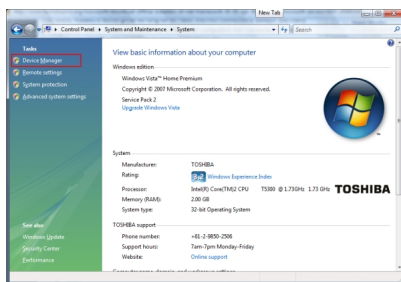 New Tab
Control Panel ▸ System and Maintenance ▸ System
Search
Tasks
Device Manager
Remote settings
System protection
Advanced system settings
See also
Windows Update
Security Center
Performance
View basic information about your computer
Windows edition
Windows Vista™ Home Premium
Copyright © 2007 Microsoft Corporation. All rights reserved.
Service Pack 2
Upgrade Windows Vista
System
Manufacturer: TOSHIBA
Rating: Windows Experience Index
Processor: Intel(R) Core(TM)2 CPU T5300 @ 1.73GHz 1.73 GHz
Memory (RAM): 2.00 GB
System type: 32-bit Operating System
TOSHIBA
TOSHIBA support
Phone number: +61-2-9850-2506
Support hours: 7am-7pm Monday-Friday
Website: Online support